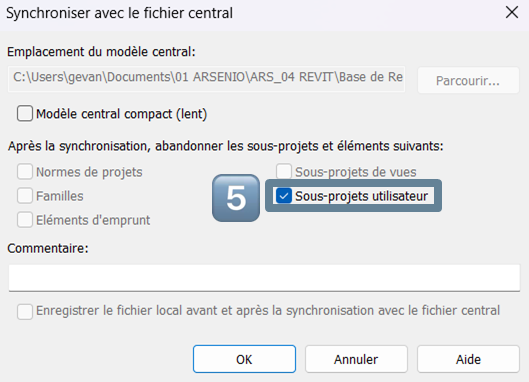 Synchroniser avec le fichier central
Emplacement du modèle central:
C:\Users\gevan\Documents\01 ARSENIO\ARS_04 REVIT\Base de Re
Parcourir...
Modèle central compact (lent)
Après la synchronisation, abandonner les sous-projets et éléments suivants:
Normes de projets
Sous-projets de vues
Familles
5
Sous-projets utilisateur
Eléments d'emprunt
Commentaire:
Enregistrer le fichier local avant et après la synchronisation avec le fichier central
OK
Annuler
Aide